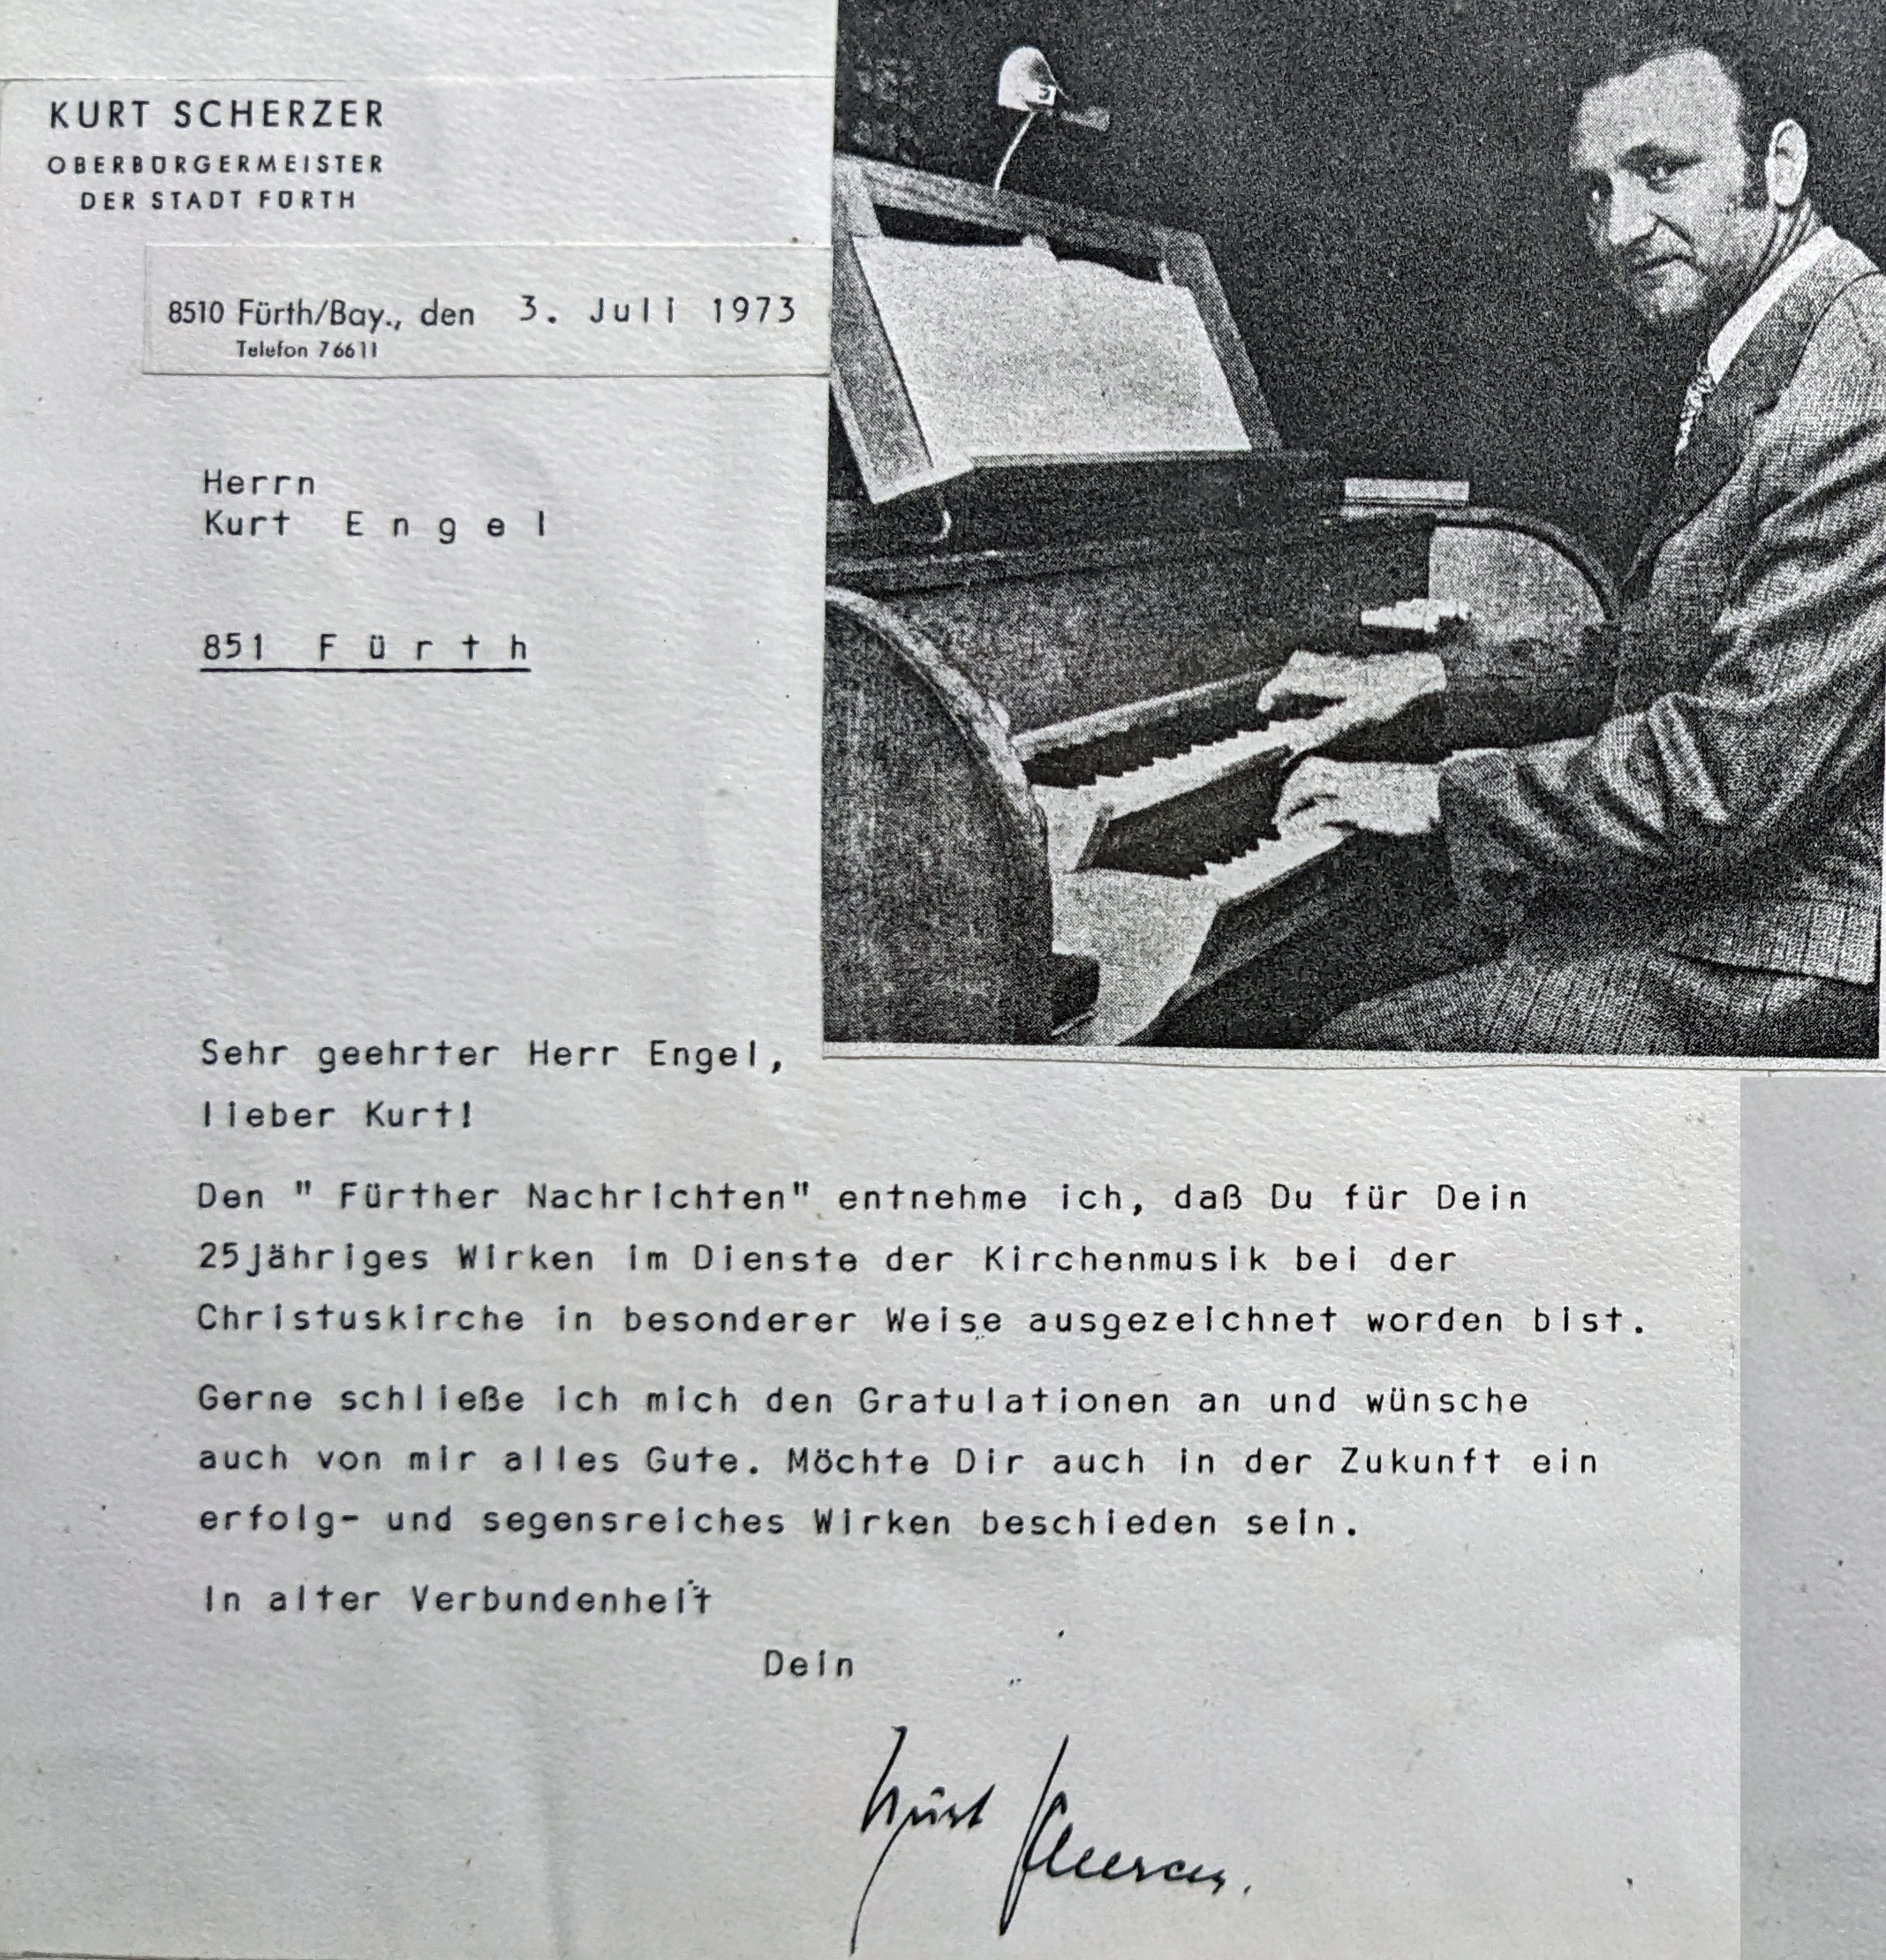 KURT SCHERZER
OBERBÜRGERMEISTER
DER STADT FÜRTH
8510 Fürth/Bay., den 3. Juli 1973
Telefon 76611
Herrn
Kurt E n g e l
851 F ü r t h
Sehr geehrter Herr Engel,
lieber Kurt!
Den " Fürther Nachrichten" entnehme ich, daß Du für Dein
25jähriges Wirken im Dienste der Kirchenmusik bei der
Christuskirche in besonderer Weise ausgezeichnet worden bist.
Gerne schließe ich mich den Gratulationen an und wünsche
auch von mir alles Gute. Möchte Dir auch in der Zukunft ein
erfolg- und segensreiches Wirken beschieden sein.
In alter Verbundenheit
Dein
Kurt Scherzer.